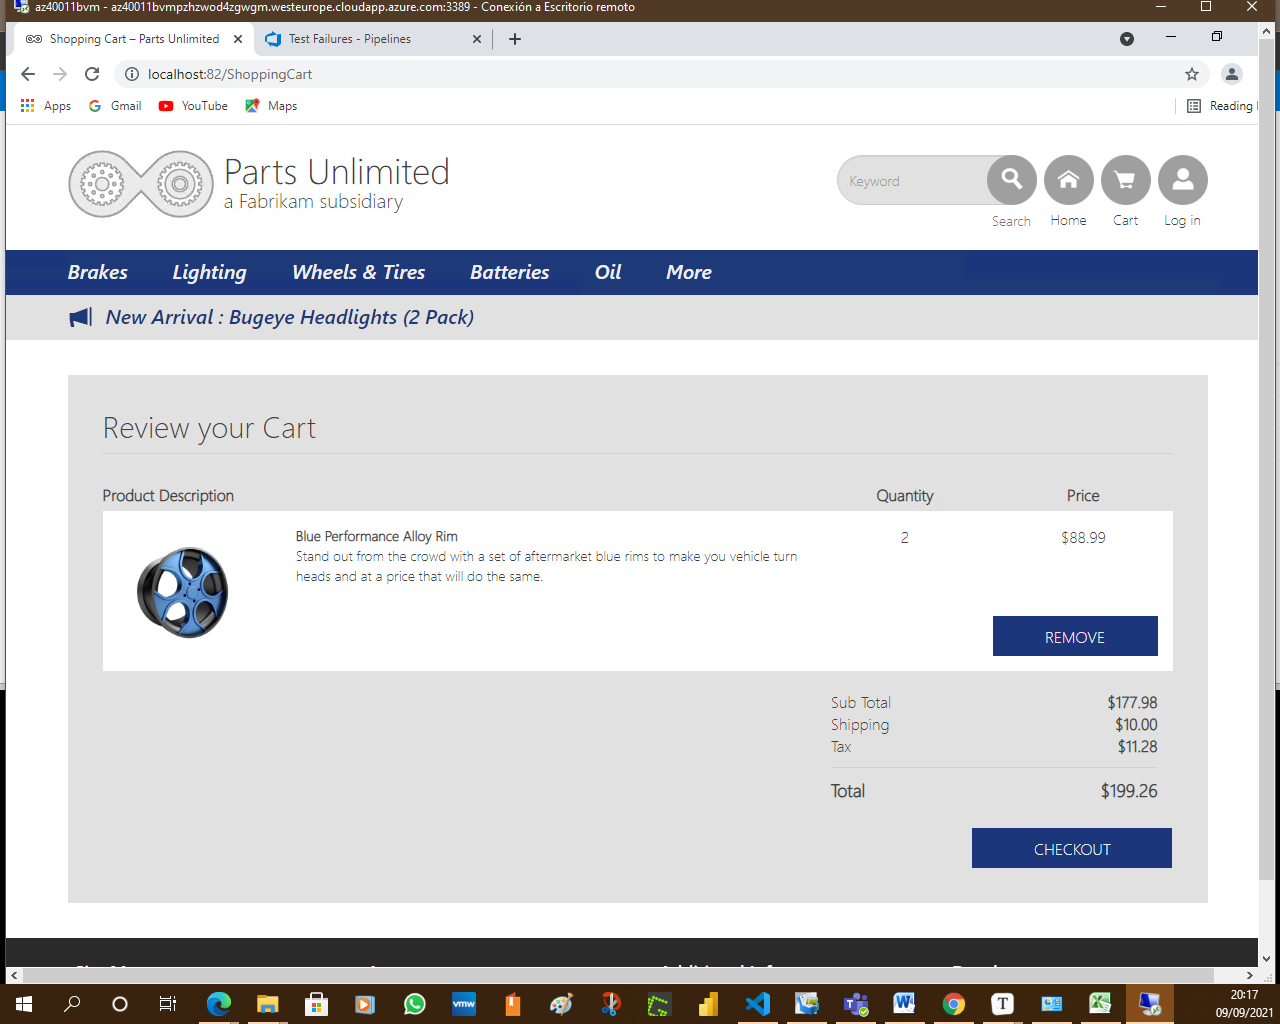 az40011bvm - az40011bvmpzhzwod4zgwgm.westeurope.cloudapp.azure.com:3389 - Conexión a Escritorio remoto
Shopping Cart – Parts Unlimited
Test Failures - Pipelines
localhost:82/ShoppingCart
Apps
Gmail
YouTube
Maps
Reading
Parts Unlimited
a Fabrikam subsidiary
Keyword
Search
Home
Cart
Log in
Brakes
Lighting
Wheels & Tires
Batteries
Oil
More
New Arrival : Bugeye Headlights (2 Pack)
Review your Cart
Product Description
Quantity
Price
Blue Performance Alloy Rim
2
$88.99
Stand out from the crowd with a set of aftermarket blue rims to make you vehicle turn
heads and at a price that will do the same.
REMOVE
Sub Total
$177.98
Shipping
$10.00
Tax
$11.28
Total
$199.26
CHECKOUT
vmw
20:17
09/09/2021